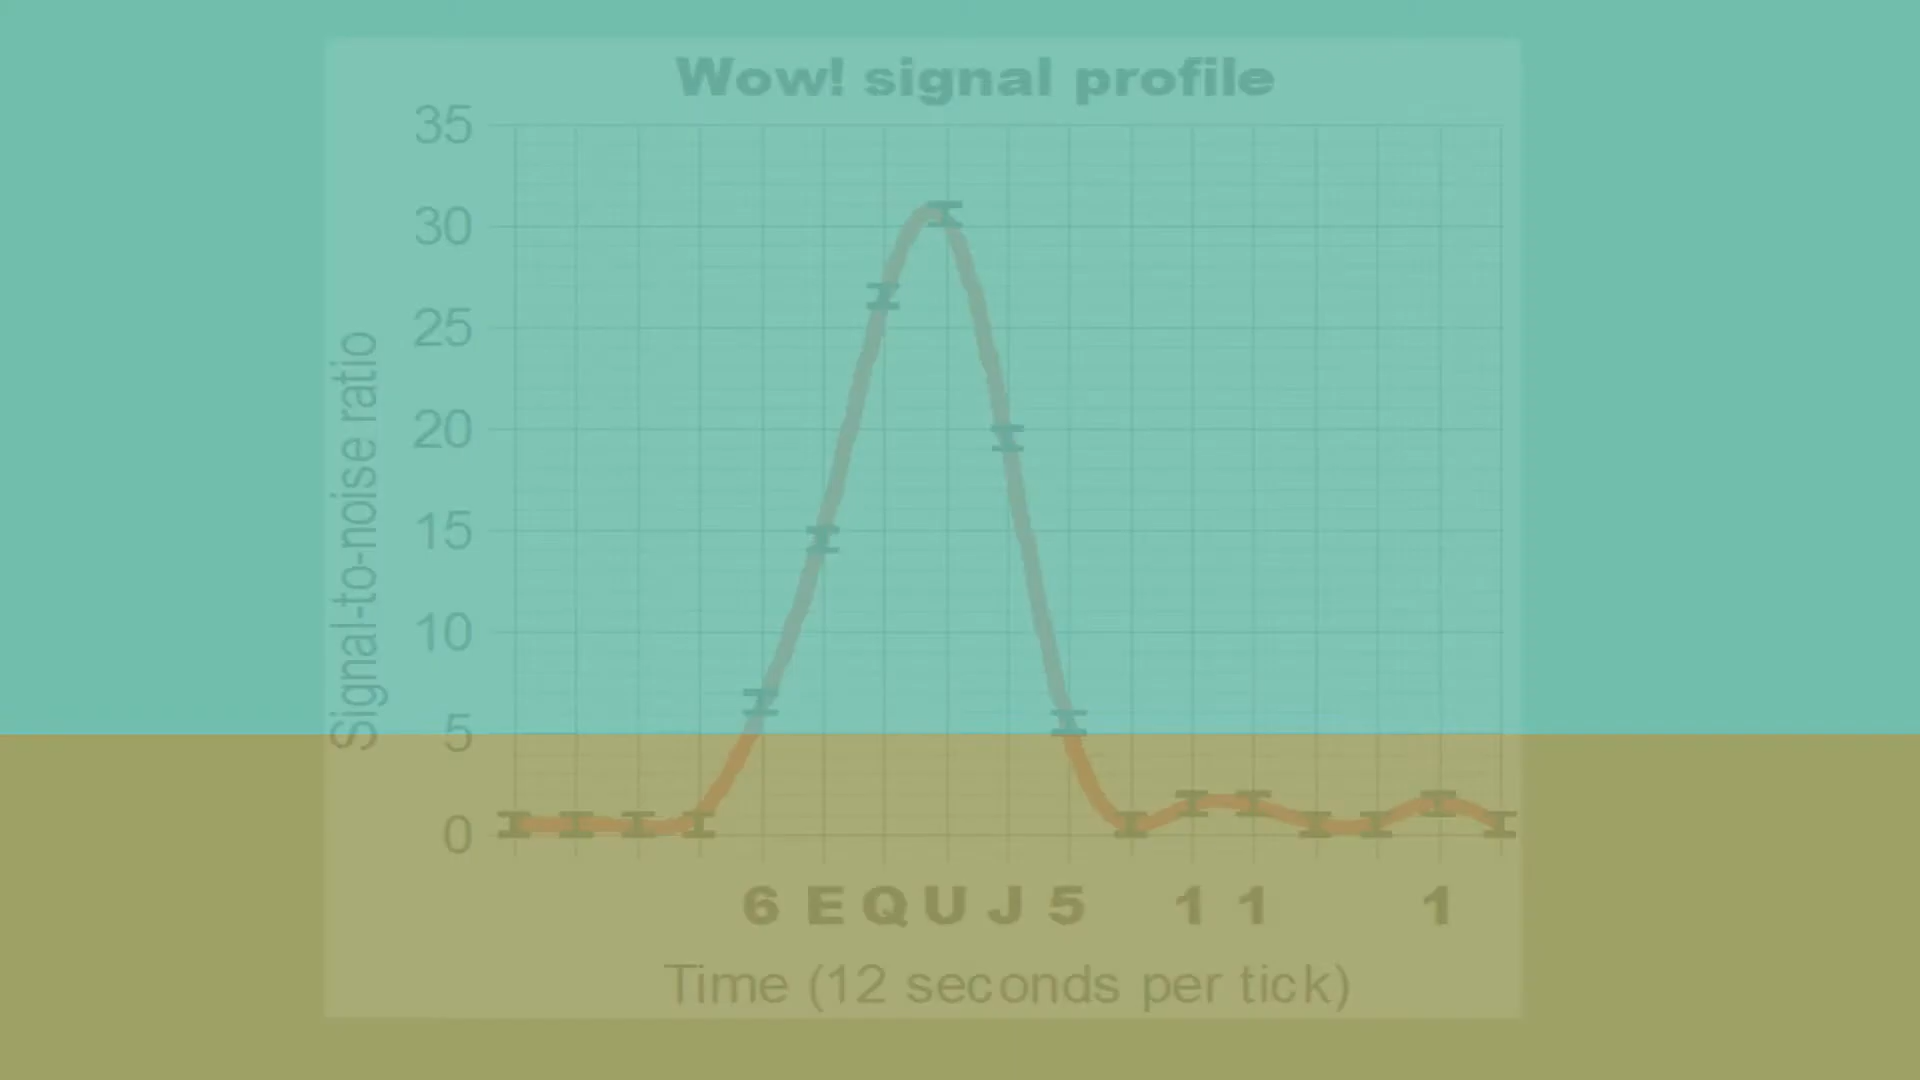 Wow! signal profile
35
30
25
20
15
10
5
0
Signal-to-noise ratio
6 E Q U J 5 1 1 1
Time (12 seconds per tick)